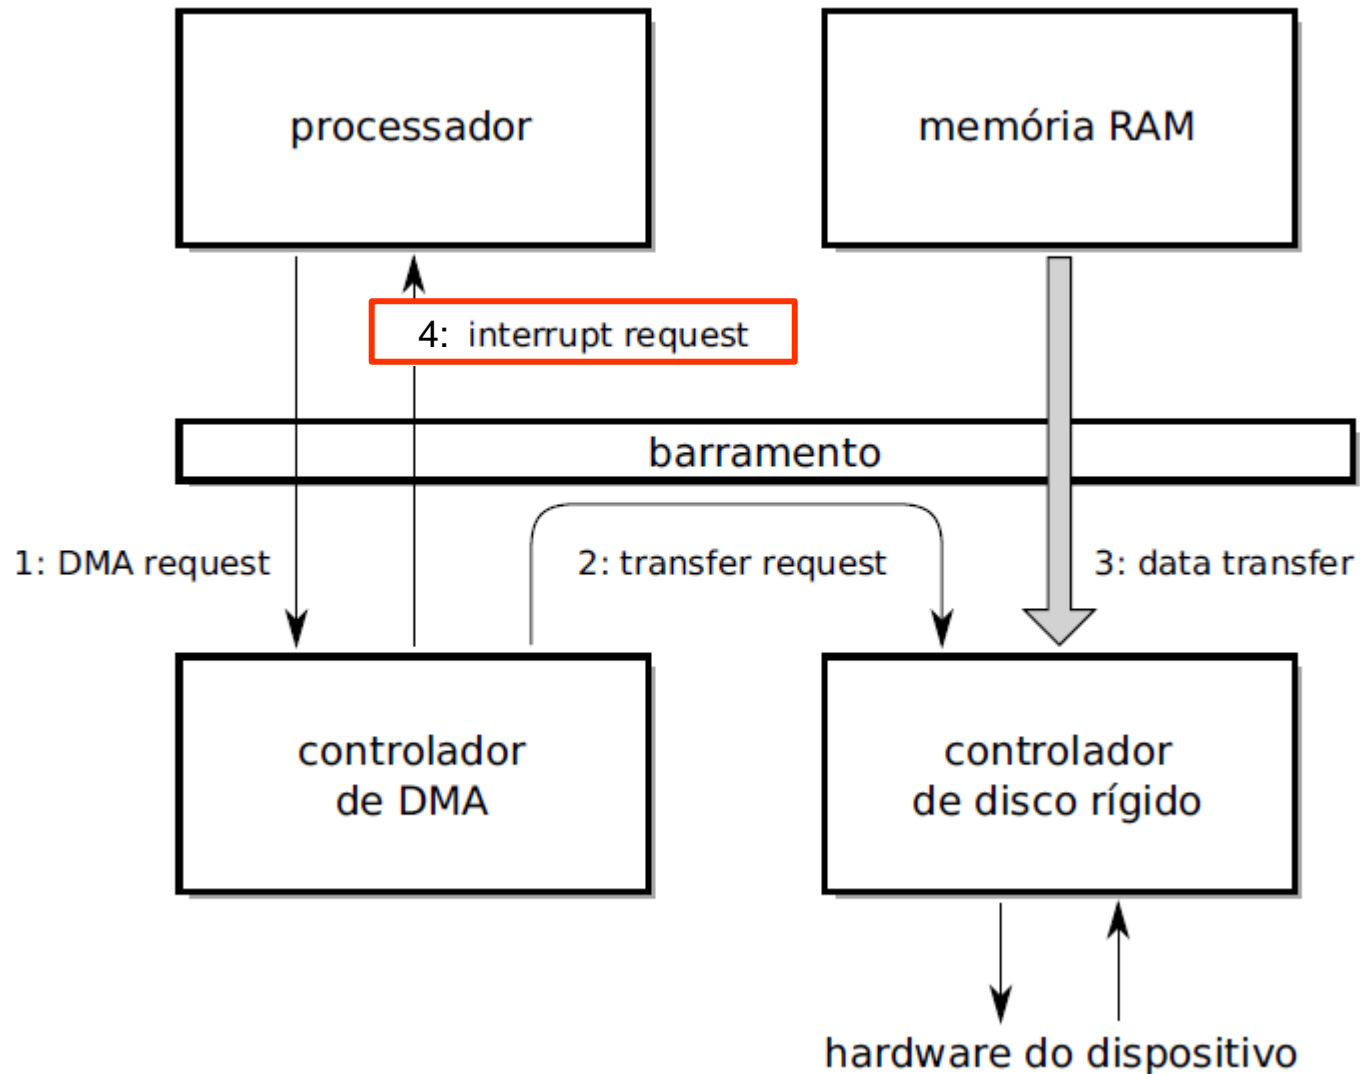 processador
memória RAM
4: interrupt request
barramento
1: DMA request
2: transfer request
3: data transfer
controlador
de DMA
controlador
de disco rígido
hardware do dispositivo